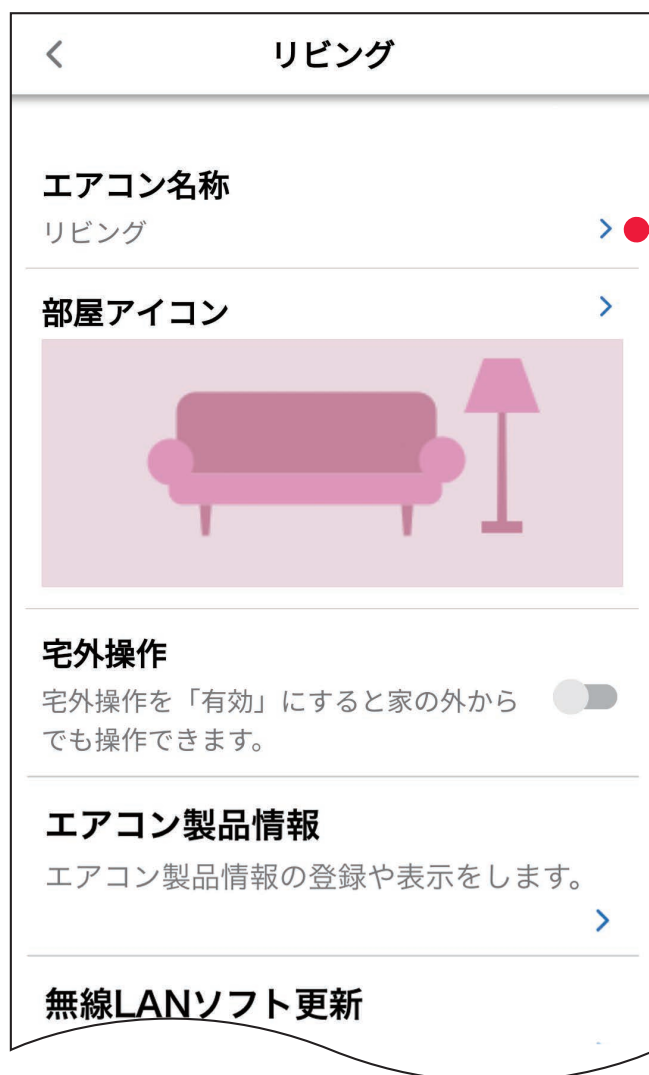 リビング
エアコン名称
リビング
部屋アイコン
宅外操作
宅外操作を「有効」にすると家の外から
でも操作できます。
エアコン製品情報
エアコン製品情報の登録や表示をします。
無線LANソフト更新